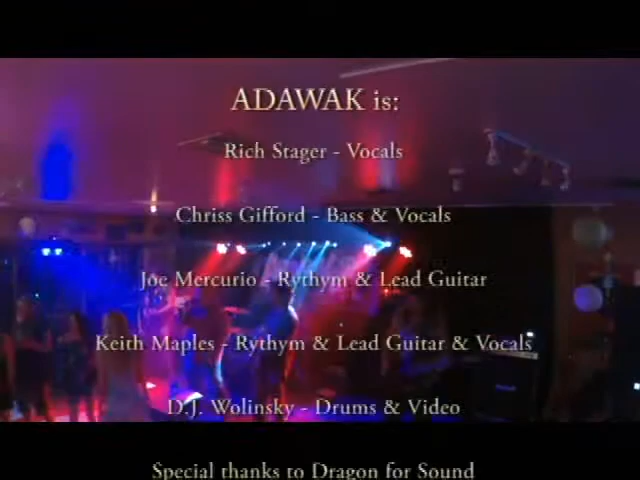 ADAWAK is:
Rich Stager - Vocals
Chriss Gifford - Bass & Vocals
Joe Mercurio - Rythym & Lead Guitar
Keith Maples - Rythym & Lead Guitar & Vocals
D.J. Wolinsky - Drums & Video
Special thanks to Dragon for Sound